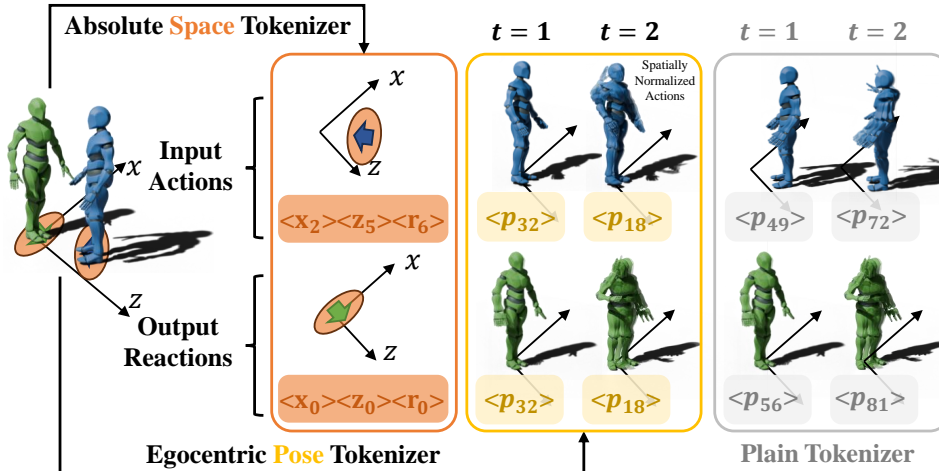 Absolute Space Tokenizer
t = 1
t = 2
t = 1
t = 2
Spatially
Normalized
Actions
x
x
z
z
Input
Actions
<x₂><z₅><r₆>
<p₃₂>
<p₁₈>
<p₄₉>
<p₇₂>
x
z
Output
Reactions
<x₀><z₀><r₀>
<p₃₂>
<p₁₈>
<p₅₆>
<p₈₁>
Egocentric Pose Tokenizer
Plain Tokenizer